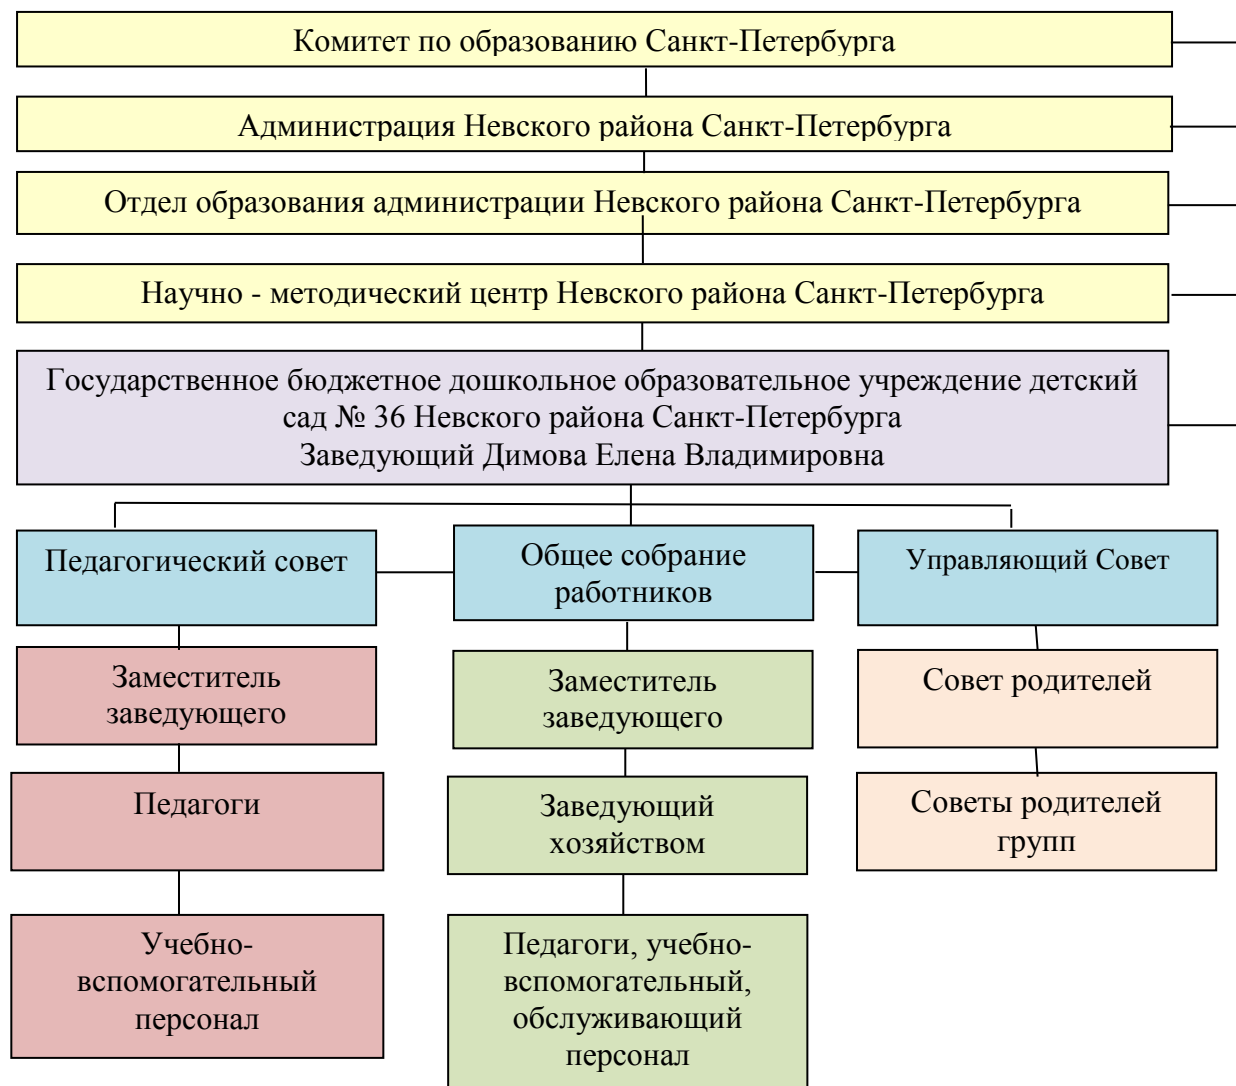 Комитет по образованию Санкт-Петербурга
Администрация Невского района Санкт-Петербурга
Отдел образования администрации Невского района Санкт-Петербурга
Научно - методический центр Невского района Санкт-Петербурга
Государственное бюджетное дошкольное образовательное учреждение детский
сад № 36 Невского района Санкт-Петербурга
Заведующий Димова Елена Владимировна
Педагогический совет
Общее собрание
работников
Управляющий Совет
Заместитель
заведующего
Заместитель
заведующего
Совет родителей
Педагоги
Заведующий
хозяйством
Советы родителей
групп
Учебно-
вспомогательный
персонал
Педагоги, учебно-
вспомогательный,
обслуживающий
персонал